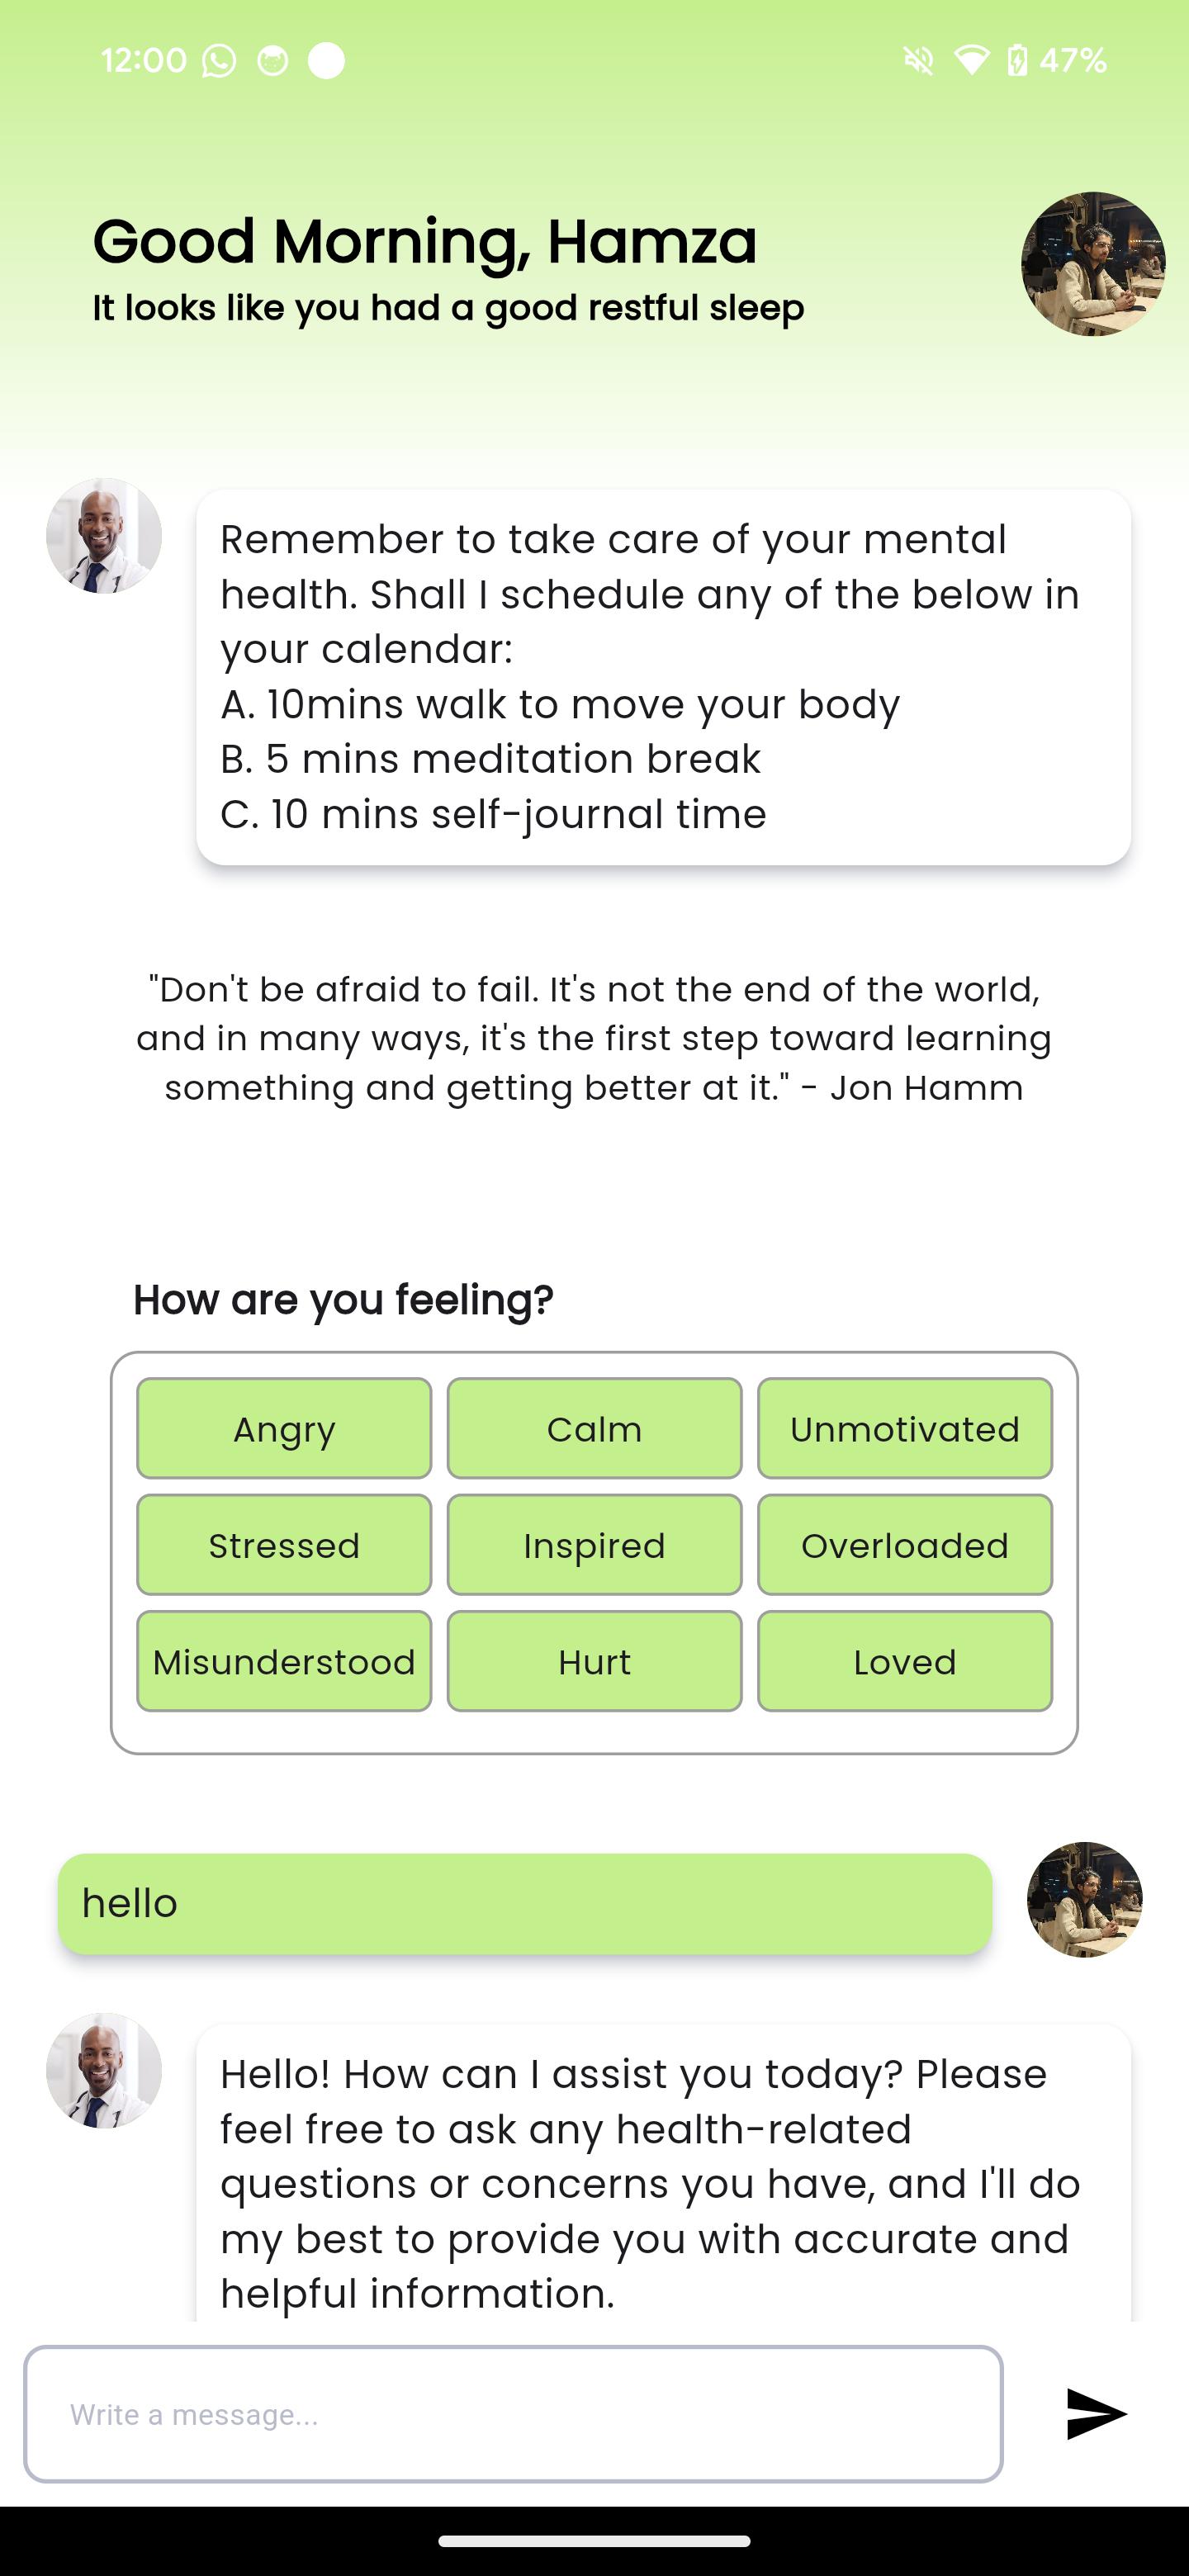 12:00
47%
Good Morning, Hamza
It looks like you had a good restful sleep
Remember to take care of your mental
health. Shall I schedule any of the below in
your calendar:
A. 10mins walk to move your body
B. 5 mins meditation break
C. 10 mins self-journal time
"Don't be afraid to fail. It's not the end of the world,
and in many ways, it's the first step toward learning
something and getting better at it." - Jon Hamm
How are you feeling?
Angry Calm Unmotivated
Stressed Inspired Overloaded
Misunderstood Hurt Loved
hello
Hello! How can I assist you today? Please
feel free to ask any health-related
questions or concerns you have, and I'll do
my best to provide you with accurate and
helpful information.
Write a message...